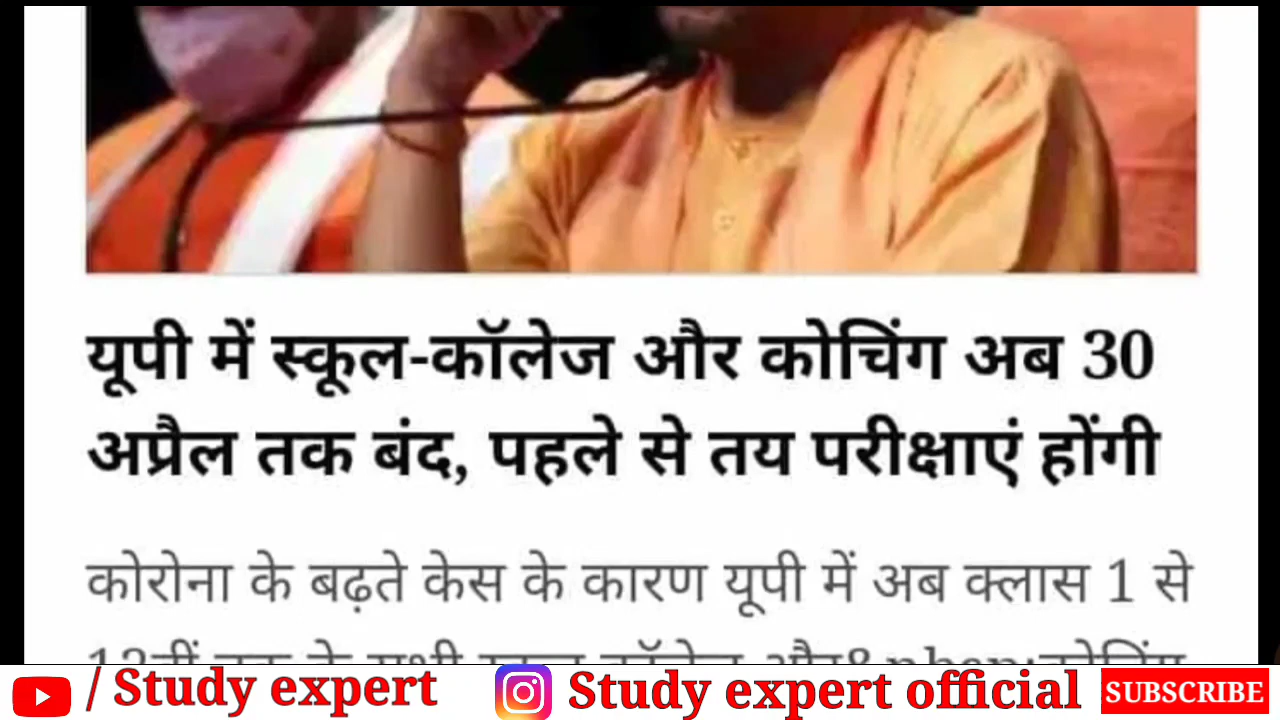 यूपी में स्कूल-कॉलेज और कोचिंग अब 30
अप्रैल तक बंद, पहले से तय परीक्षाएं होंगी
कोरोना के बढ़ते केस के कारण यूपी में अब क्लास 1 से
/ Study expert
Study expert official
SUBSCRIBE